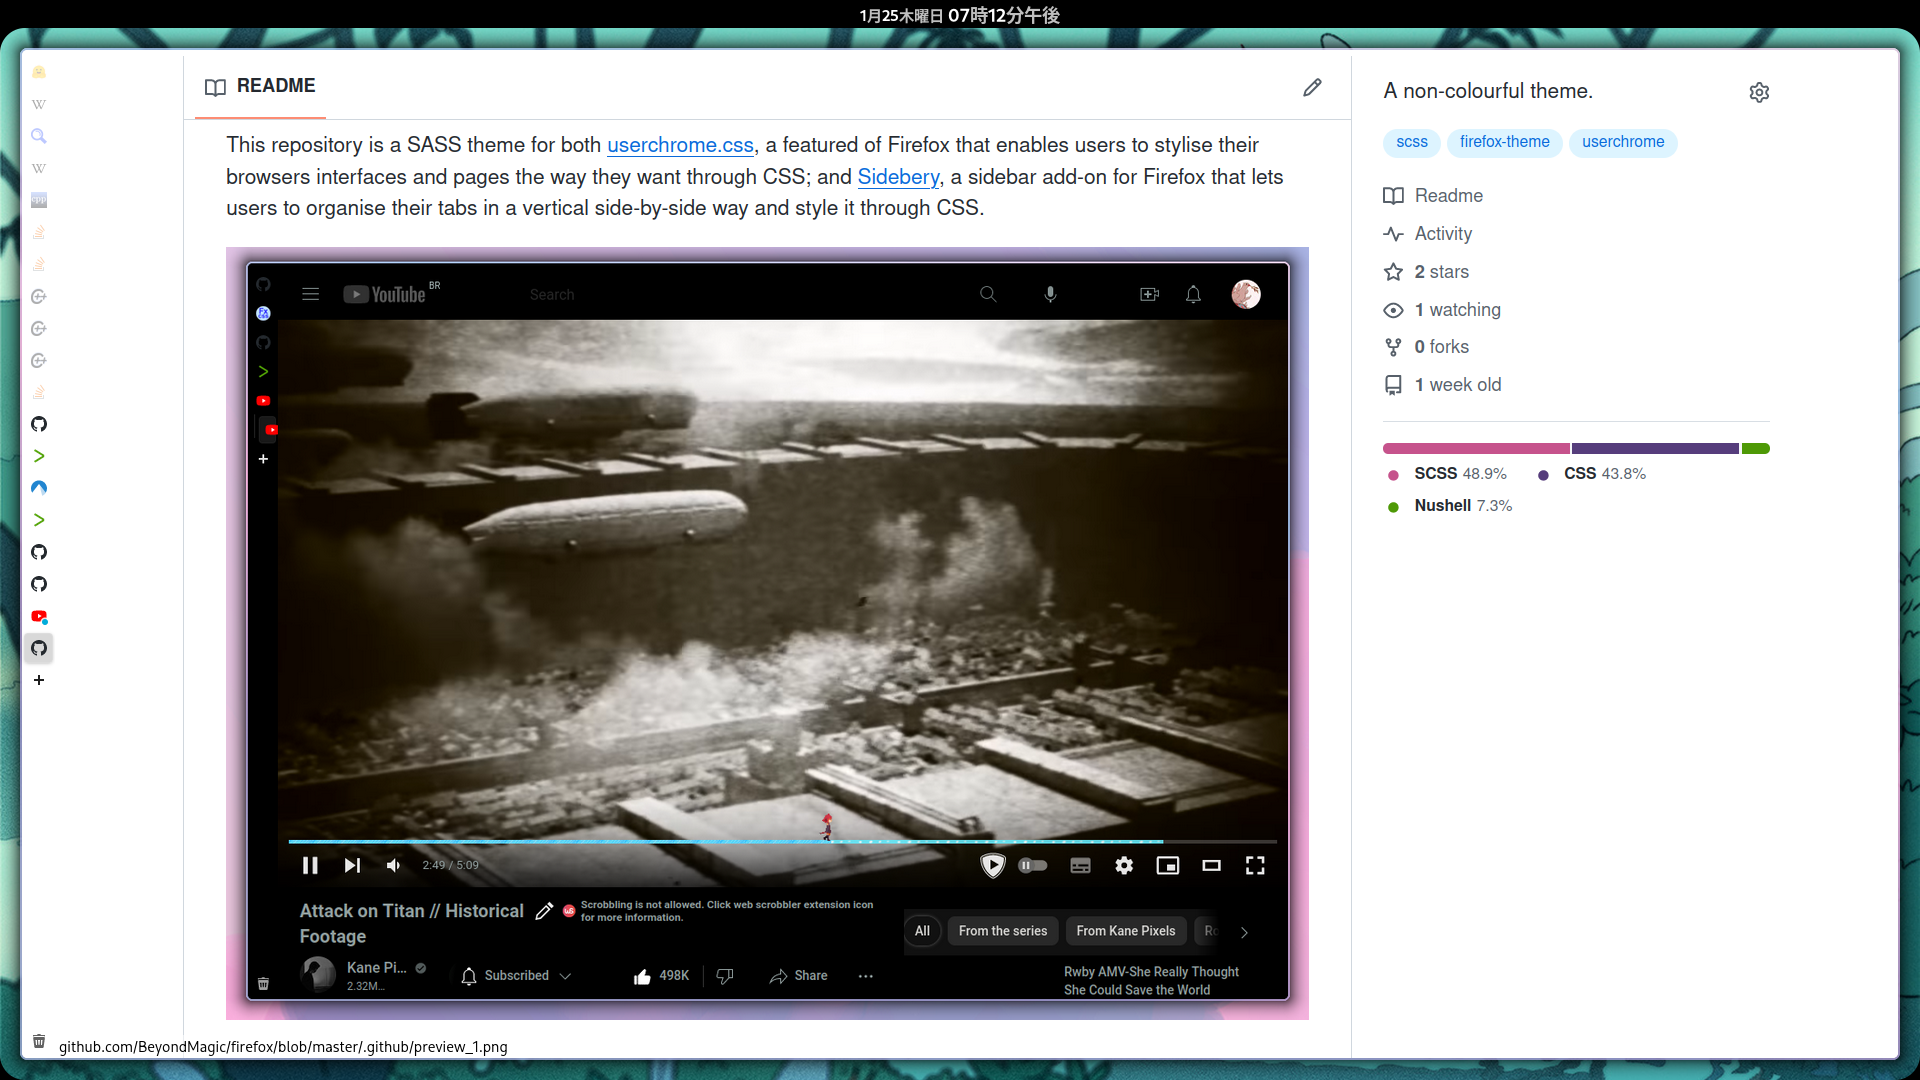 1月25木曜日 07時12分午後
README
This repository is a SASS theme for both userchrome.css, a featured of Firefox that enables users to stylise their
browsers interfaces and pages the way they want through CSS; and Sidebery, a sidebar add-on for Firefox that lets
users to organise their tabs in a vertical side-by-side way and style it through CSS.
YouTube BR
Search
2:49 / 5:09
Attack on Titan // Historical
Footage
Scrobbling is not allowed. Click web scrobbler extension icon
for more information.
Kane Pi...
2.32M...
Subscribed
498K
Share
All
From the series
From Kane Pixels
Ro
Rwby AMV-She Really Thought
She Could Save the World
A non-colourful theme.
scss
firefox-theme
userchrome
Readme
Activity
2 stars
1 watching
0 forks
1 week old
SCSS 48.9%
CSS 43.8%
Nushell 7.3%
W
W
cpp
github.com/BeyondMagic/firefox/blob/master/.github/preview_1.png